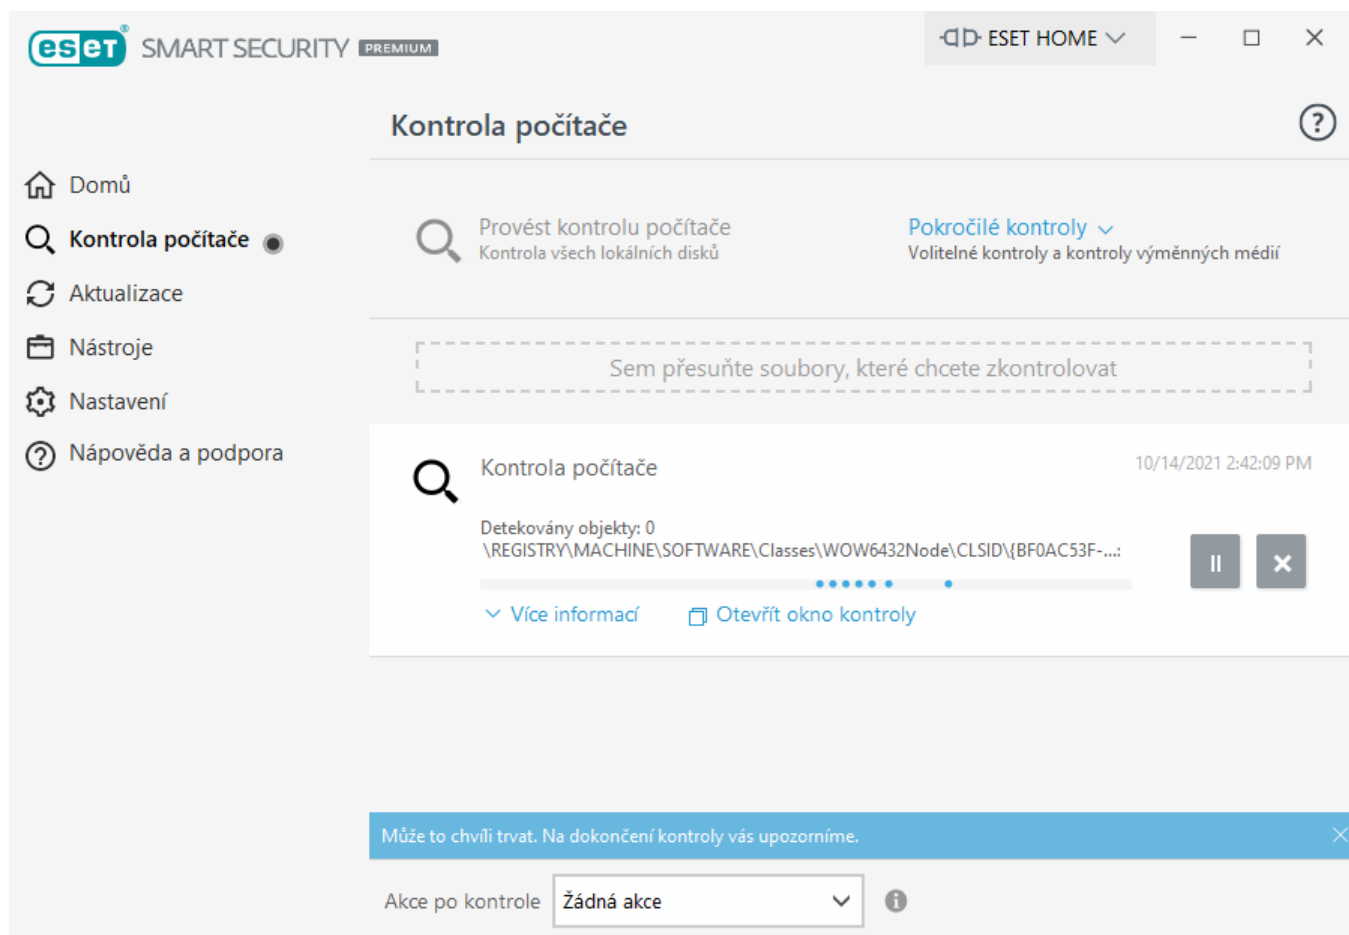 eset® SMART SECURITY PREMIUM
ESET HOME
Kontrola počítače
Domů
Kontrola počítače
Aktualizace
Nástroje
Nastavení
Nápověda a podpora
Provést kontrolu počítače
Kontrola všech lokálních disků
Pokročilé kontroly
Volitelné kontroly a kontroly výměnných médií
Sem přesuňte soubory, které chcete zkontrolovat
Kontrola počítače
10/14/2021 2:42:09 PM
Detekovány objekty: 0
\REGISTRY\MACHINE\SOFTWARE\Classes\WOW6432Node\CLSID\{BF0AC53F-...:
Více informací
Otevřít okno kontroly
Může to chvíli trvat. Na dokončení kontroly vás upozorníme.
Akce po kontrole
Žádná akce